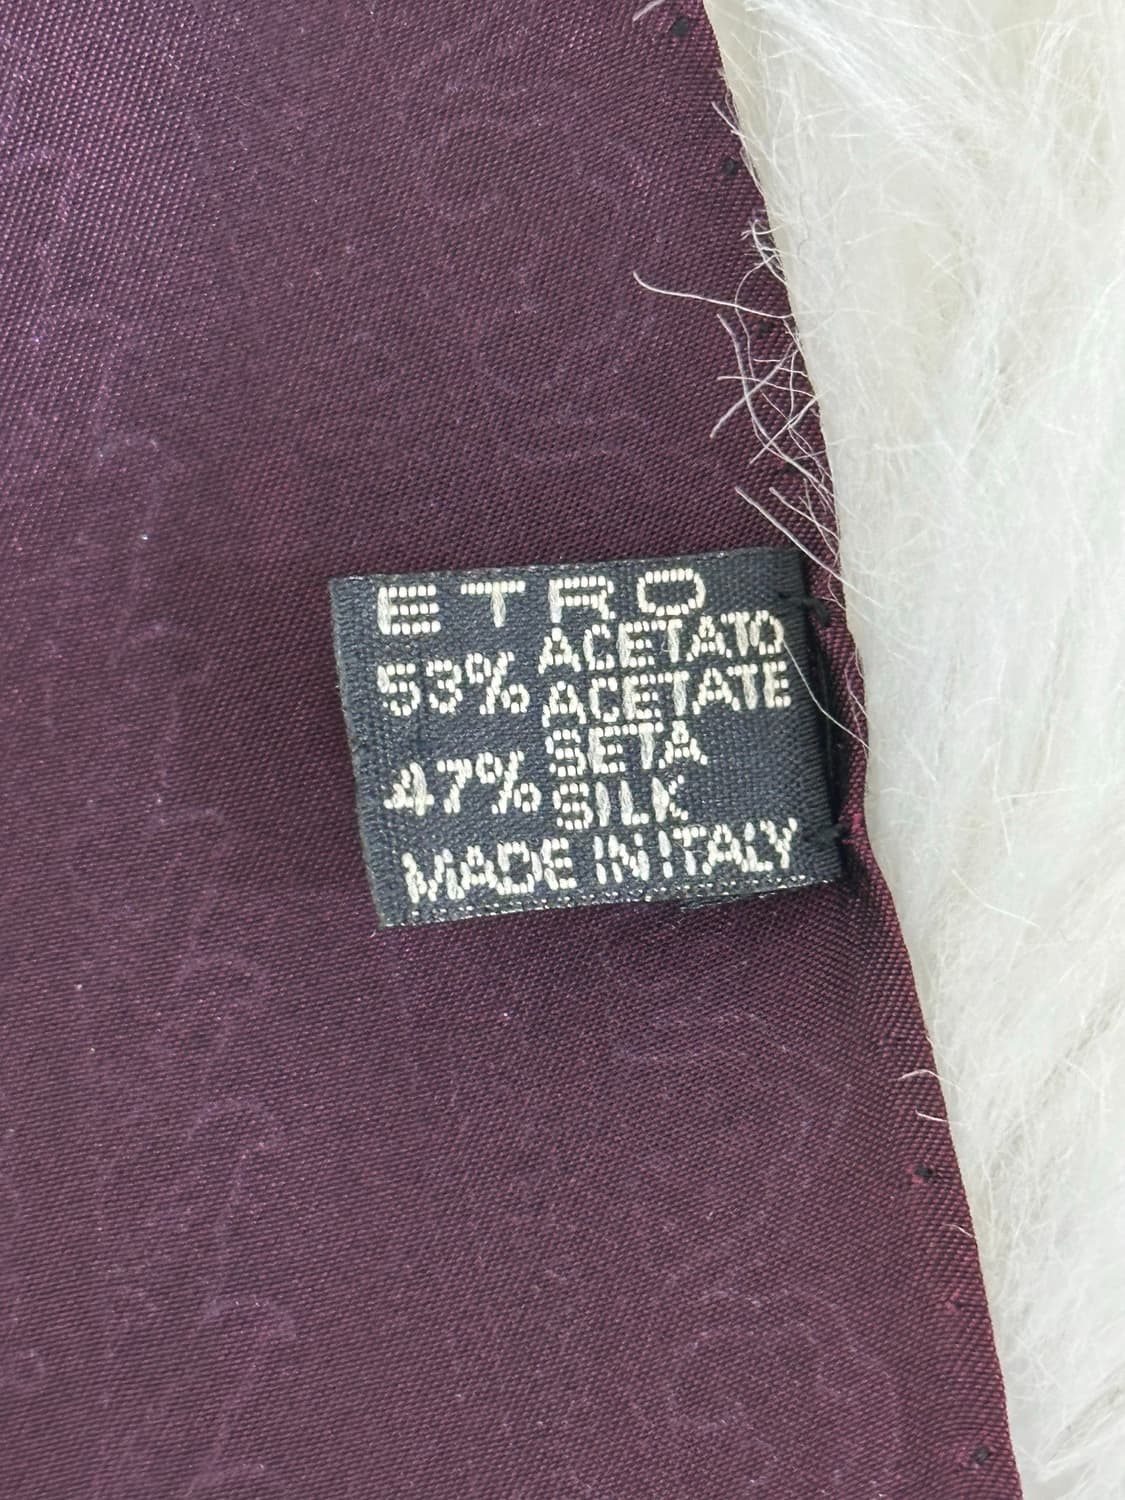 ETRO
ACETATO
53% ACETATE
SETA
47% SILK
MADE IN ITALY